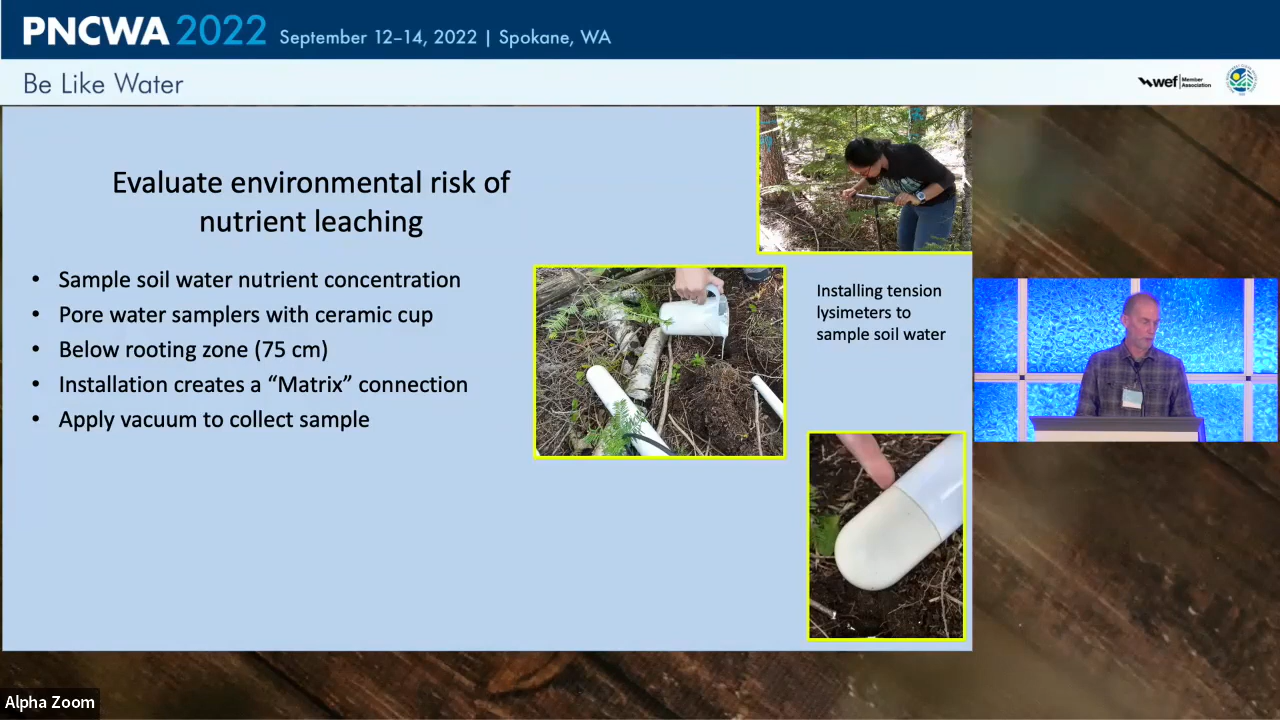 PNCWA 2022 September 12–14, 2022 | Spokane, WA
Be Like Water
wef Member Association
Evaluate environmental risk of
nutrient leaching
• Sample soil water nutrient concentration
• Pore water samplers with ceramic cup
• Below rooting zone (75 cm)
• Installation creates a “Matrix” connection
• Apply vacuum to collect sample
Installing tension
lysimeters to
sample soil water
Alpha Zoom